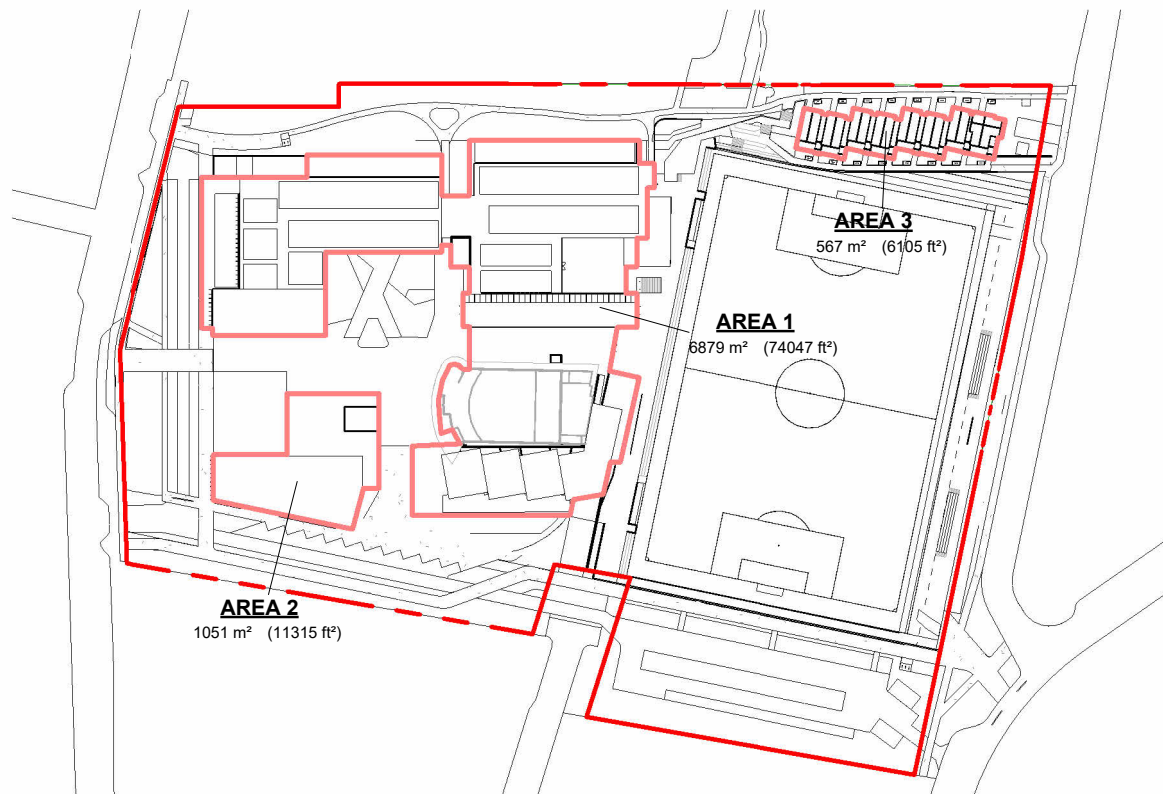 AREA 3
567 m² (6105 ft²)
AREA 1
6879 m² (74047 ft²)
AREA 2
1051 m² (11315 ft²)